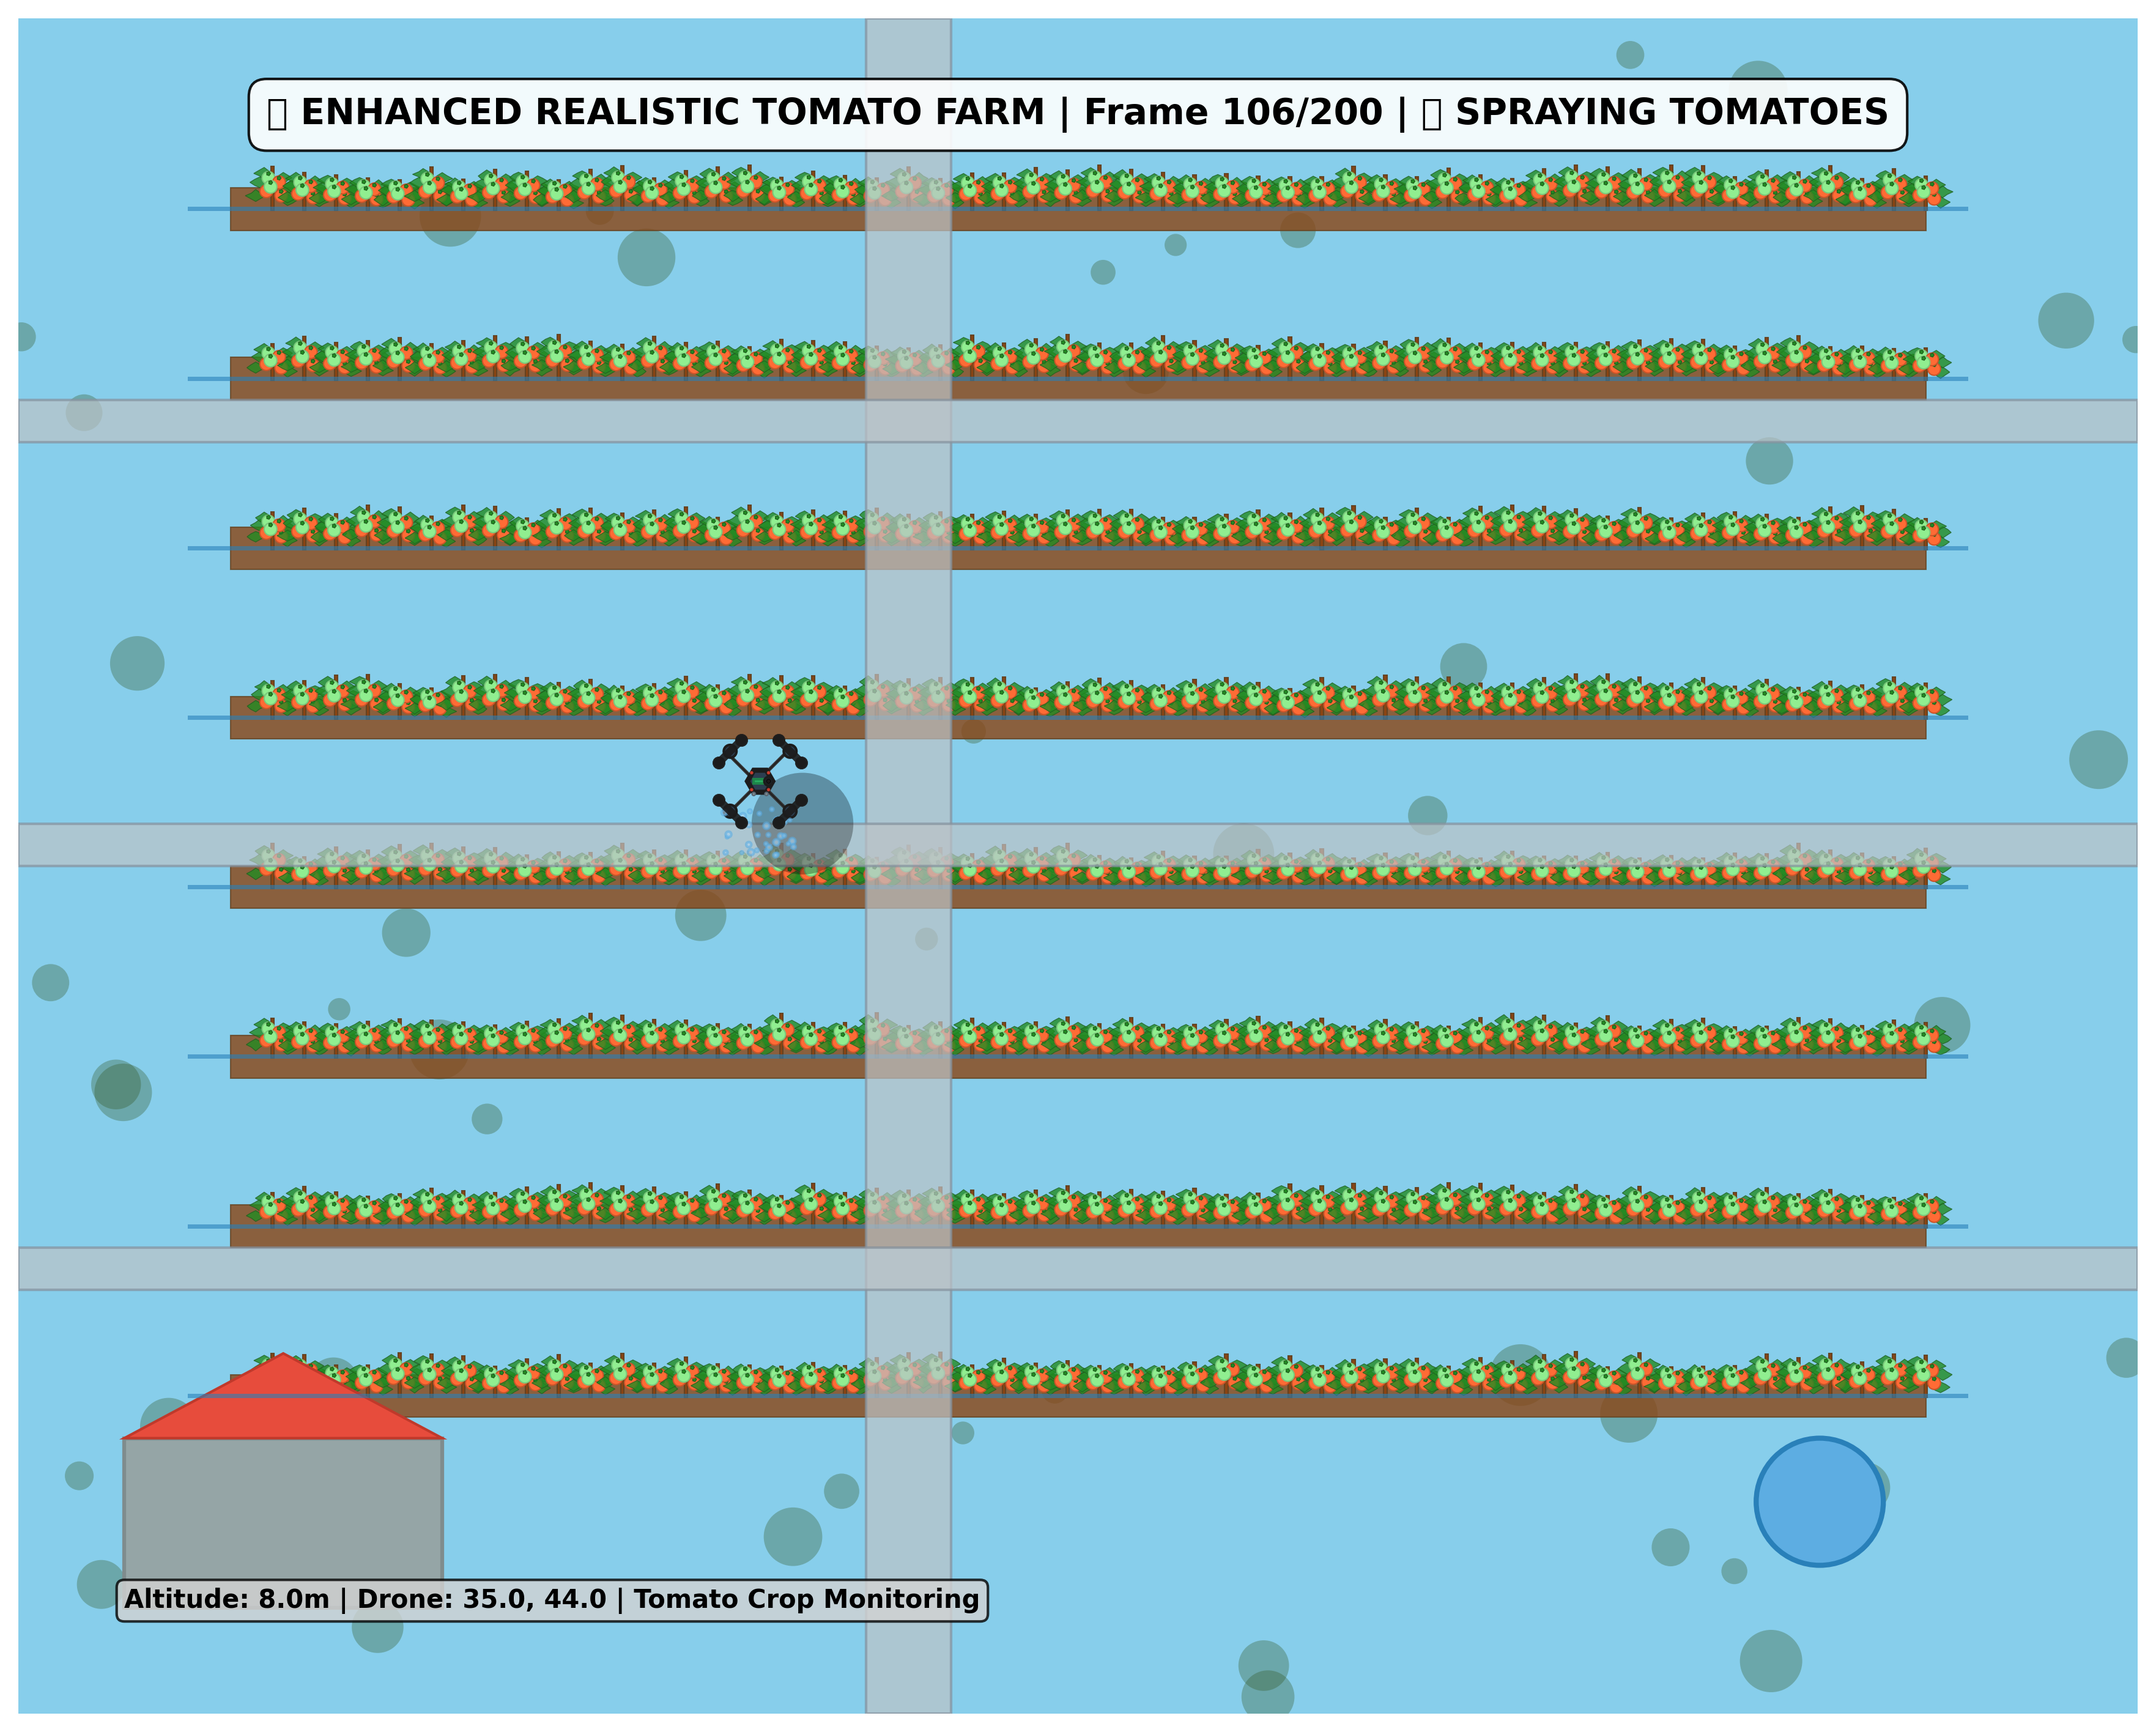 ▯ ENHANCED REALISTIC TOMATO FARM | Frame 106/200 | ▯ SPRAYING TOMATOES
Altitude: 8.0m | Drone: 35.0, 44.0 | Tomato Crop Monitoring